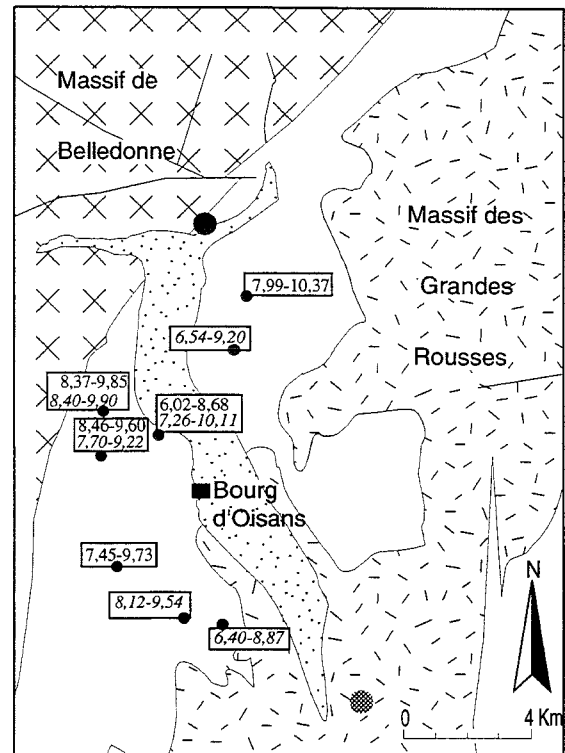 Massif de
Belledonne
Massif des
Grandes
Rousses
7,99-10,37
6,54-9,20
8,37-9,85
8,40-9,90
6,02-8,68
7,26-10,11
8,46-9,60
7,70-9,22
Bourg
d'Oisans
7,45-9,73
8,12-9,54
6,40-8,87
N
0 4 Km